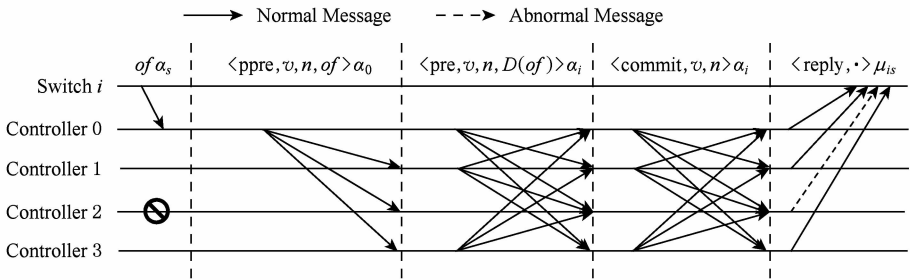 Normal Message Abnormal Message
of α_s <ppre, v, n, of>α_0 <pre, v, n, D(of)>α_i <commit, v, n>α_i <reply, ·>μ_is
Switch i
Controller 0
Controller 1
Controller 2
Controller 3